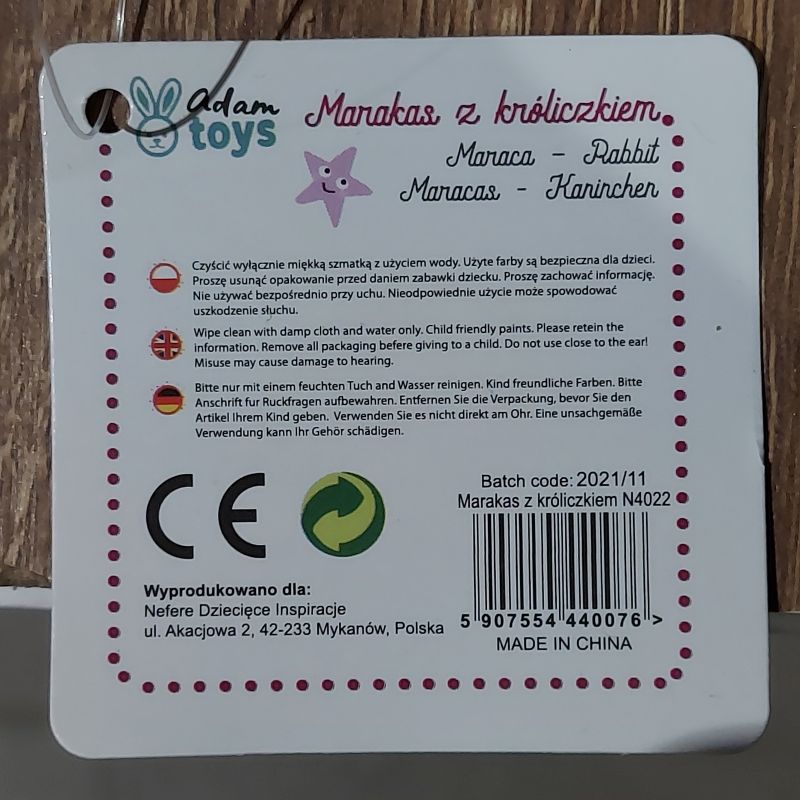 adam
toys
Marakas z króliczkiem
Maraca - Rabbit
Maracas - Kaninchen
Czyścić wyłącznie miękką szmatką z użyciem wody. Użyte farby są bezpieczna dla dzieci.
Proszę usunąć opakowanie przed daniem zabawki dziecku. Proszę zachować informację.
Nie używać bezpośrednio przy uchu. Nieodpowiednie użycie może spowodować
uszkodzenie słuchu.
Wipe clean with damp cloth and water only. Child friendly paints. Please retein the
information. Remove all packaging befere giving to a child. Do not use close to the ear!
Misuse may cause damage to hearing.
Bitte nur mit einem feuchten Tuch and Wasser reinigen. Kind freundliche Farben. Bitte
Anschrift fur Ruckfragen aufbewahren. Entfernen Sie die Verpackung, bevor Sie den
Artikel Ihrem Kind geben. Verwenden Sie es nicht direkt am Ohr. Eine unsachgemäße
Verwendung kann Ihr Gehör schädigen.
CE
Batch code: 2021/11
Marakas z króliczkiem N4022
5 907554 440076 >
MADE IN CHINA
Wyprodukowano dla:
Nefere Dziecięce Inspiracje
ul. Akacjowa 2, 42-233 Mykanów, Polska